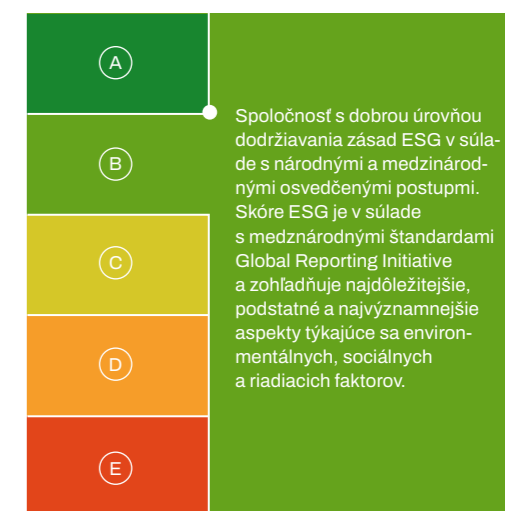 A
B
C
D
E
Spoločnosť s dobrou úrovňou
dodržiavania zásad ESG v súla-
de s národnými a medzinárod-
nými osvedčenými postupmi.
Skóre ESG je v súlade
s medznárodnými štandardami
Global Reporting Initiative
a zohľadňuje najdôležitejšie,
podstatné a najvýznamnejšie
aspekty týkajúce sa environ-
mentálnych, sociálnych
a riadiacich faktorov.